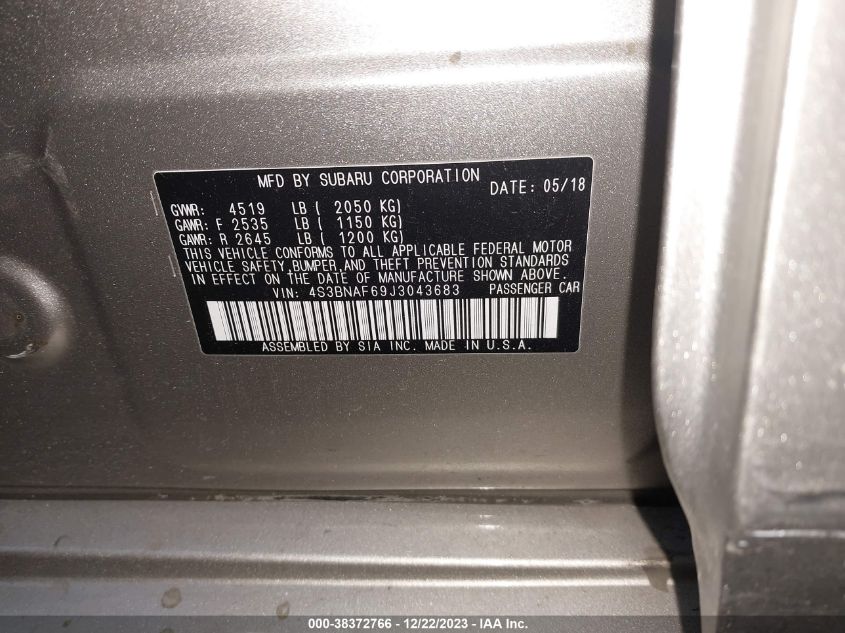 MFD BY SUBARU CORPORATION DATE: 05/18
GVWR: 4519 LB ( 2050 KG)
GAWR: F 2535 LB ( 1150 KG)
GAWR: R 2645 LB ( 1200 KG)
THIS VEHICLE CONFORMS TO ALL APPLICABLE FEDERAL MOTOR
VEHICLE SAFETY,BUMPER,AND THEFT PREVENTION STANDARDS
IN EFFECT ON THE DATE OF MANUFACTURE SHOWN ABOVE.
VIN: 4S3BNAF69J3043683 PASSENGER CAR
ASSEMBLED BY SIA INC. MADE IN U.S.A.
000-38372766 - 12/22/2023 - IAA Inc.